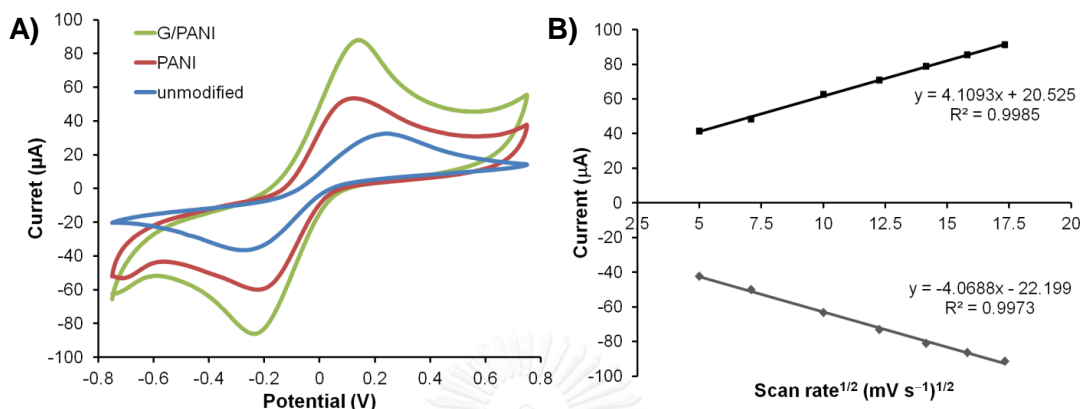 A)
G/PANI
PANI
unmodified
100
80
60
40
20
0
-20
-40
-60
-80
-100
-0.8 -0.6 -0.4 -0.2 0 0.2 0.4 0.6 0.8
Curret (µA)
Potential (V)
B)
100
80
60
40
20
0
-20
-40
-60
-80
-100
2.5 5 7.5 10 12.5 15 17.5 20
Current (µA)
y = 4.1093x + 20.525
R² = 0.9985
y = -4.0688x - 22.199
R² = 0.9973
Scan rate¹ᐟ² (mV s⁻¹)¹ᐟ²